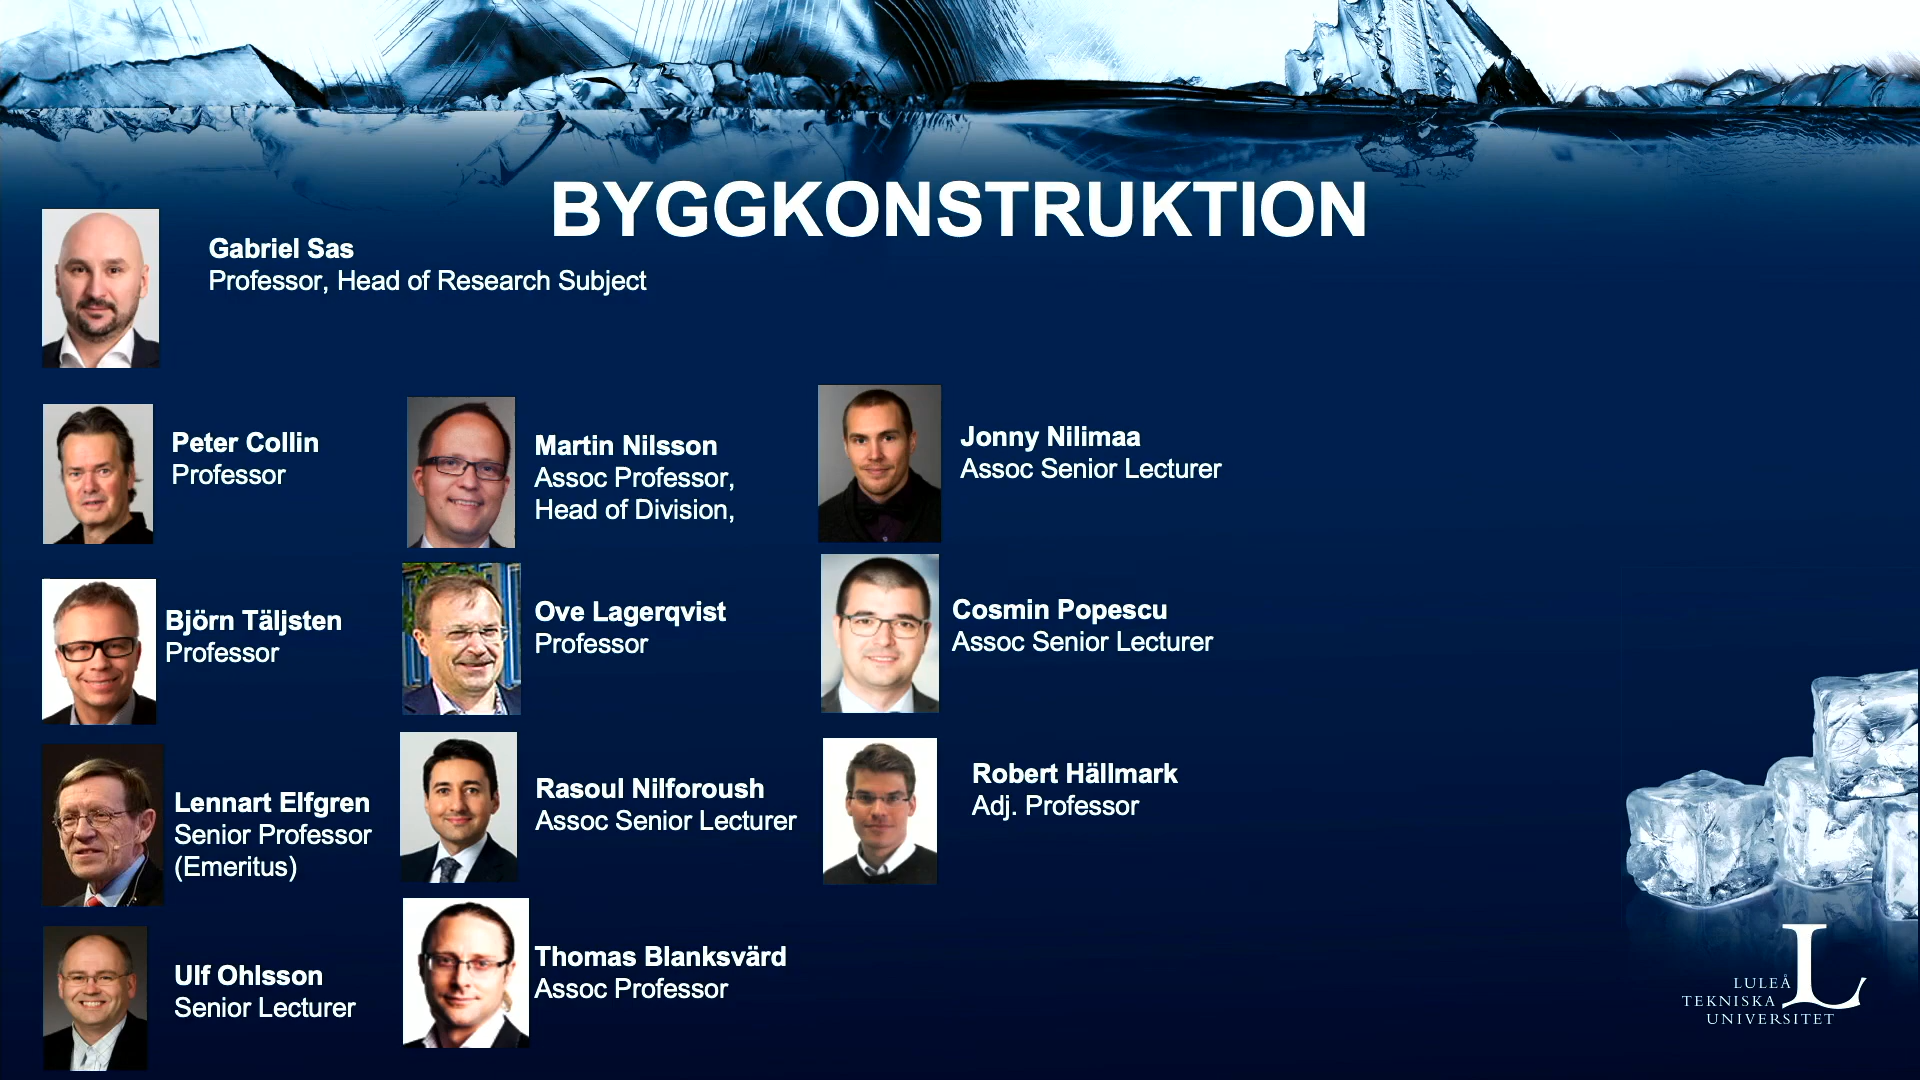 BYGGKONSTRUKTION
Gabriel Sas
Professor, Head of Research Subject
Peter Collin
Professor
Martin Nilsson
Assoc Professor,
Head of Division,
Jonny Nilimaa
Assoc Senior Lecturer
Björn Täljsten
Professor
Ove Lagerqvist
Professor
Cosmin Popescu
Assoc Senior Lecturer
Lennart Elfgren
Senior Professor
(Emeritus)
Rasoul Nilforoush
Assoc Senior Lecturer
Robert Hällmark
Adj. Professor
Ulf Ohlsson
Senior Lecturer
Thomas Blanksvärd
Assoc Professor
L
LULEÅ
TEKNISKA
UNIVERSITET